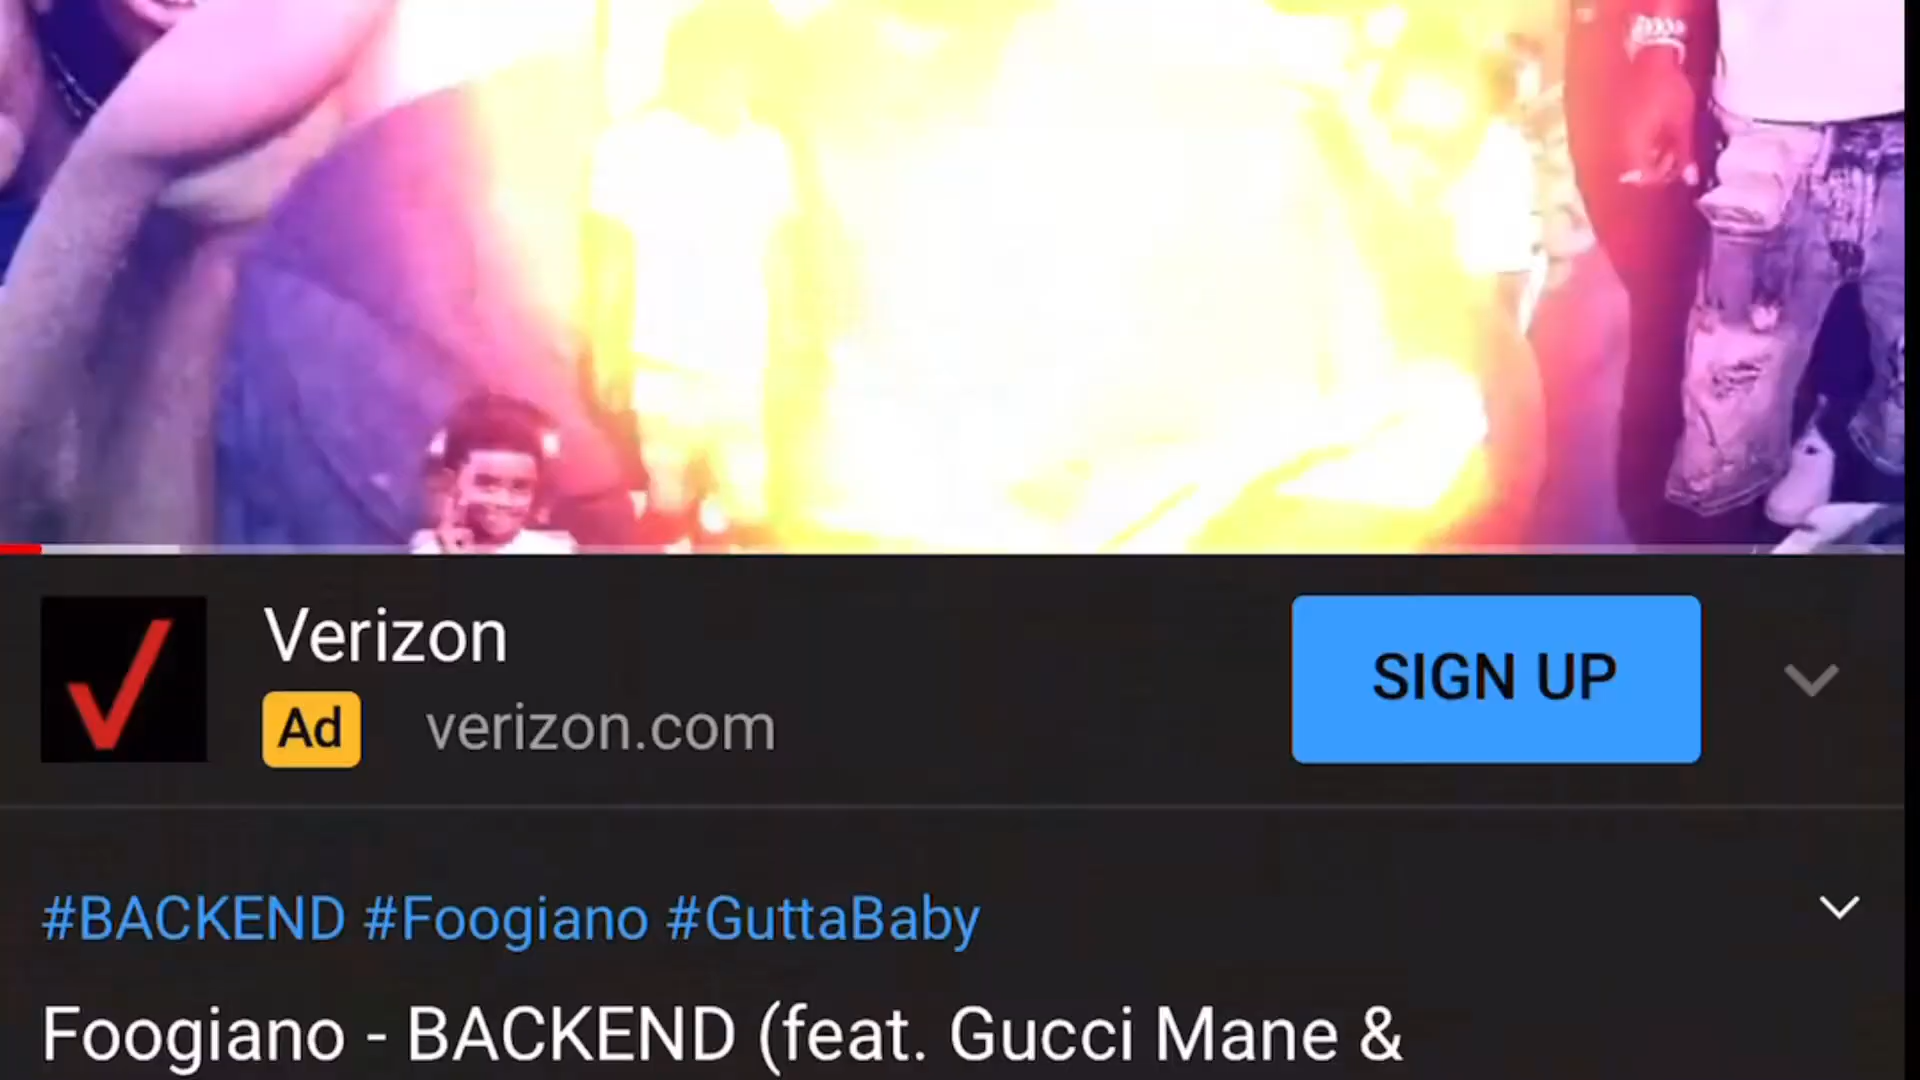 Verizon
Ad verizon.com
SIGN UP
#BACKEND #Foogiano #GuttaBaby
Foogiano - BACKEND (feat. Gucci Mane &